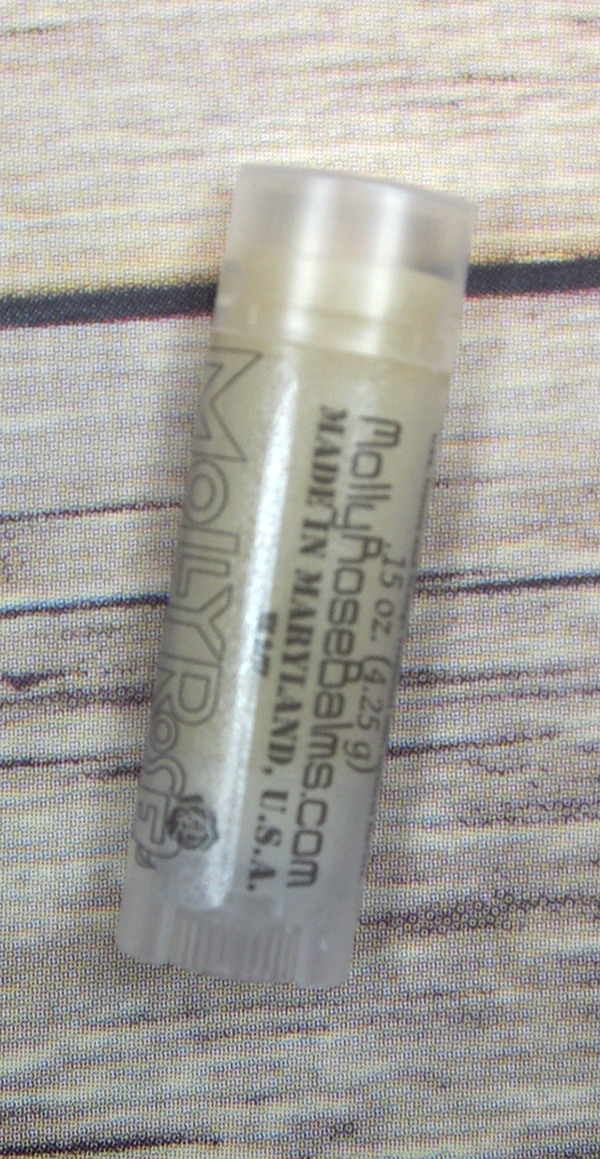 MOLLYROSE
MollyRoseBalms.com
.15 oz. (4.25 g)
MADE IN MARYLAND, U.S.A.